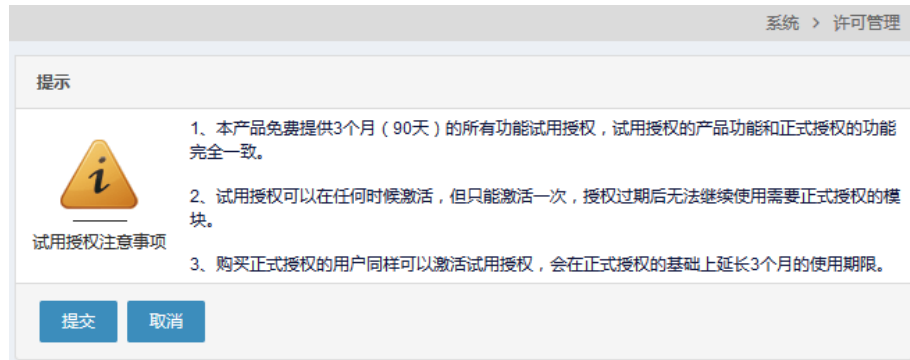 系统 > 许可管理
提示
1、本产品免费提供3个月（90天）的所有功能试用授权，试用授权的产品功能和正式授权的功能
完全一致。
2、试用授权可以在任何时候激活，但只能激活一次，授权过期后无法继续使用需要正式授权的模
块。
试用授权注意事项
3、购买正式授权的用户同样可以激活试用授权，会在正式授权的基础上延长3个月的使用期限。
提交 取消